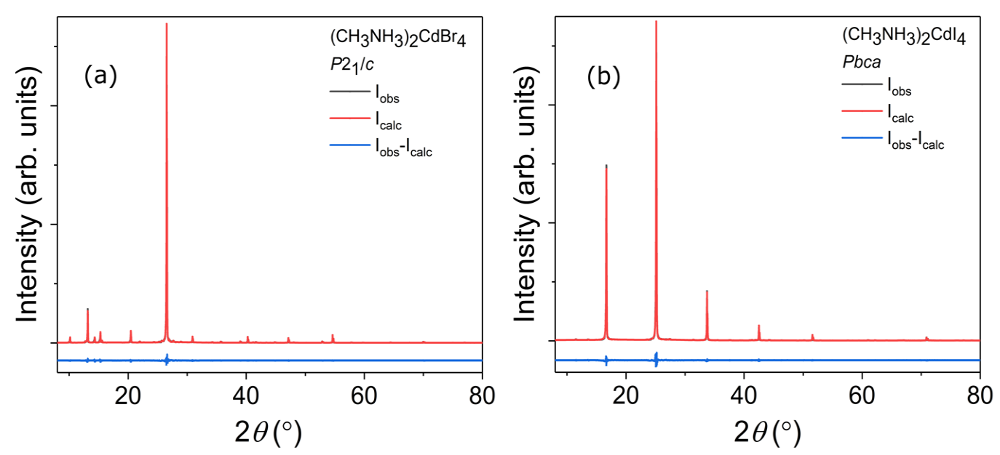 (a)
(CH3NH3)2CdBr4
P21/c
Iobs
Icalc
Iobs-Icalc
Intensity (arb. units)
20 40 60 80
2θ (°)
(b)
(CH3NH3)2CdI4
Pbca
Iobs
Icalc
Iobs-Icalc
Intensity (arb. units)
20 40 60 80
2θ (°)